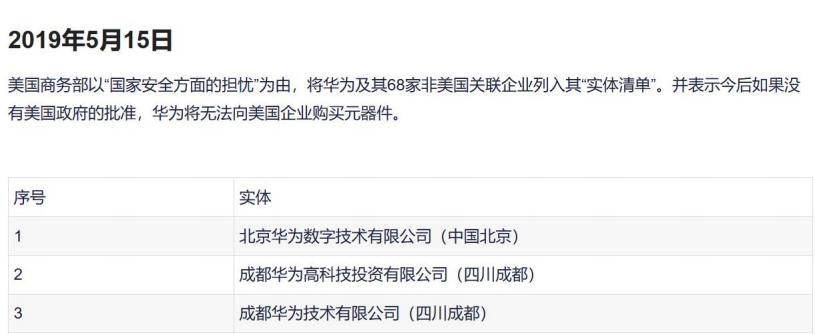 2019年5月15日
美国商务部以“国家安全方面的担忧”为由，将华为及其68家非美国关联企业列入其“实体清单”。并表示今后如果没
有美国政府的批准，华为将无法向美国企业购买元器件。
序号 实体
1 北京华为数字技术有限公司（中国北京）
2 成都华为高科技投资有限公司（四川成都）
3 成都华为技术有限公司（四川成都）